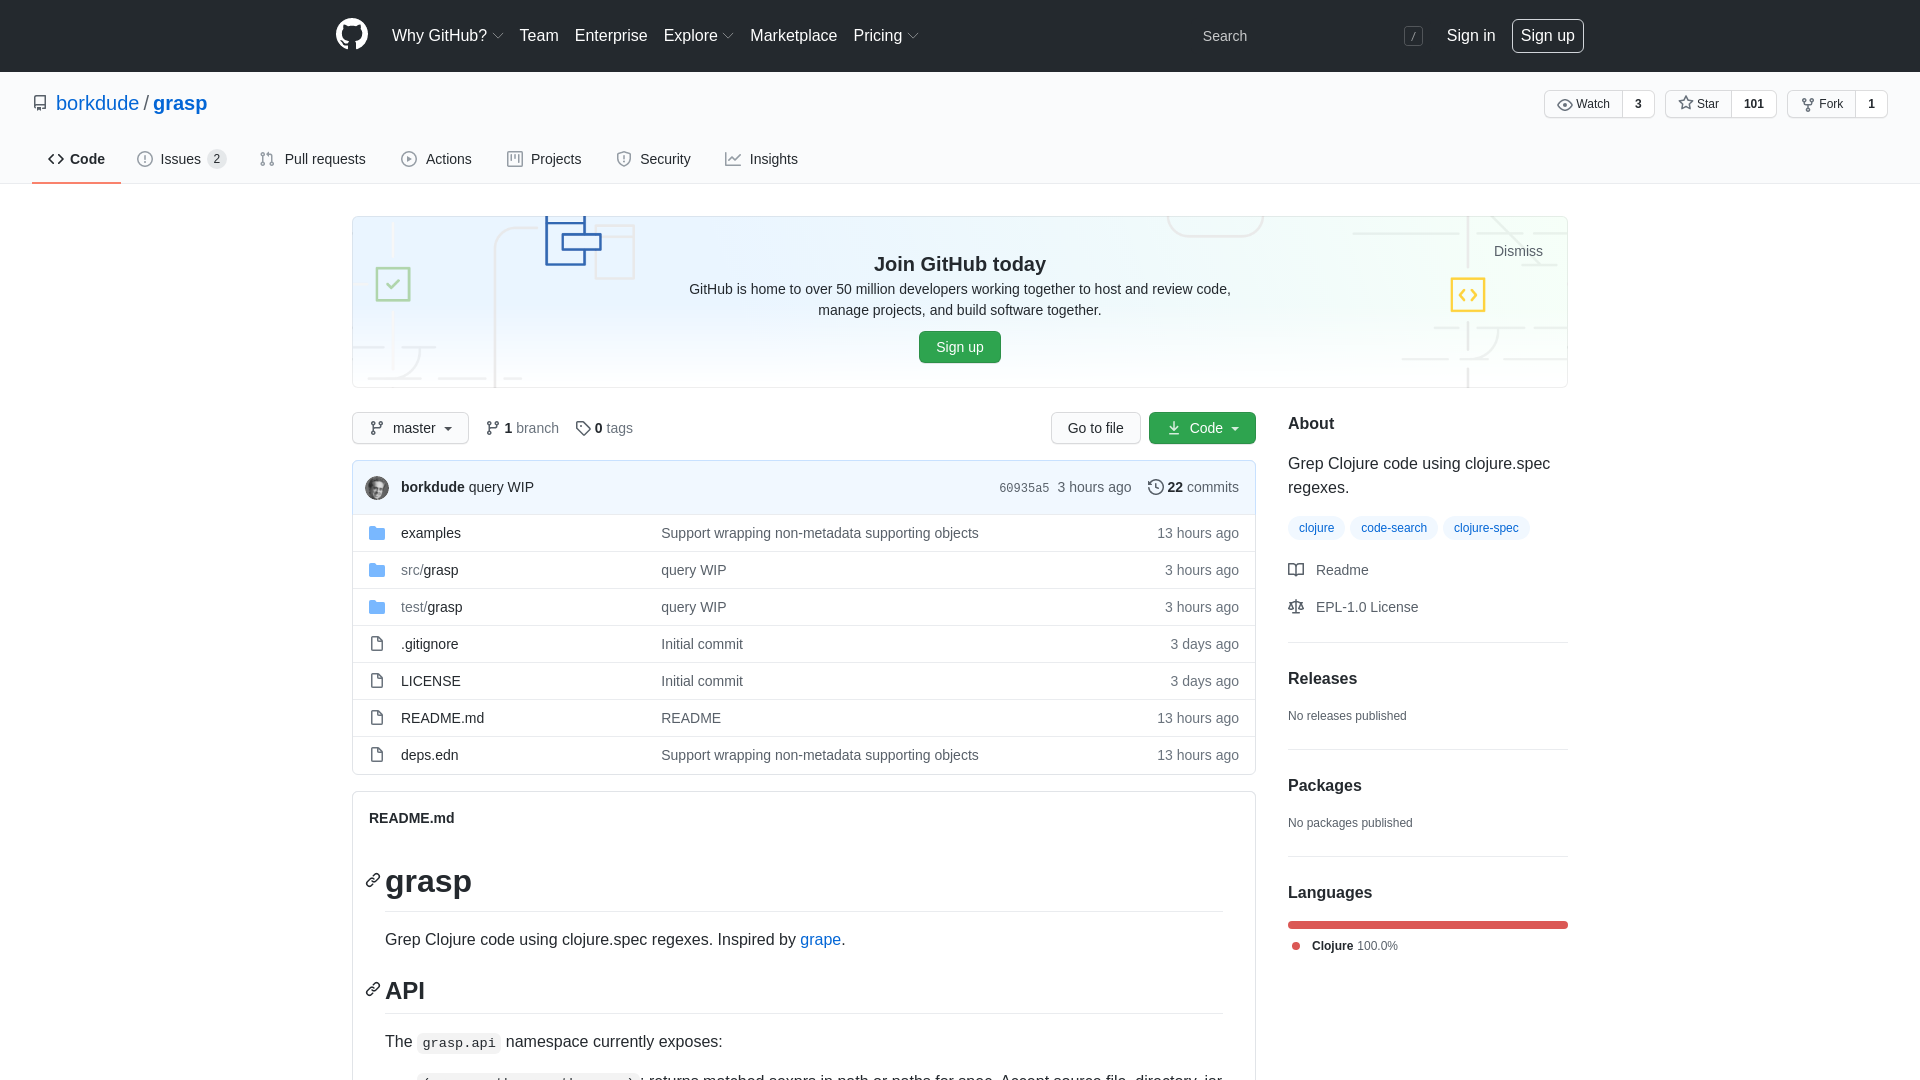 Why GitHub? Team Enterprise Explore Marketplace Pricing Search / Sign in Sign up
borkdude / grasp
Watch 3 Star 101 Fork 1
Code Issues 2 Pull requests Actions Projects Security Insights
Dismiss
Join GitHub today
GitHub is home to over 50 million developers working together to host and review code,
manage projects, and build software together.
Sign up
master 1 branch 0 tags Go to file Code
borkdude query WIP 60935a5 3 hours ago 22 commits
examples Support wrapping non-metadata supporting objects 13 hours ago
src/grasp query WIP 3 hours ago
test/grasp query WIP 3 hours ago
.gitignore Initial commit 3 days ago
LICENSE Initial commit 3 days ago
README.md README 13 hours ago
deps.edn Support wrapping non-metadata supporting objects 13 hours ago
README.md
grasp
Grep Clojure code using clojure.spec regexes. Inspired by grape.
API
The grasp.api namespace currently exposes:
About
Grep Clojure code using clojure.spec
regexes.
clojure code-search clojure-spec
Readme
EPL-1.0 License
Releases
No releases published
Packages
No packages published
Languages
Clojure 100.0%